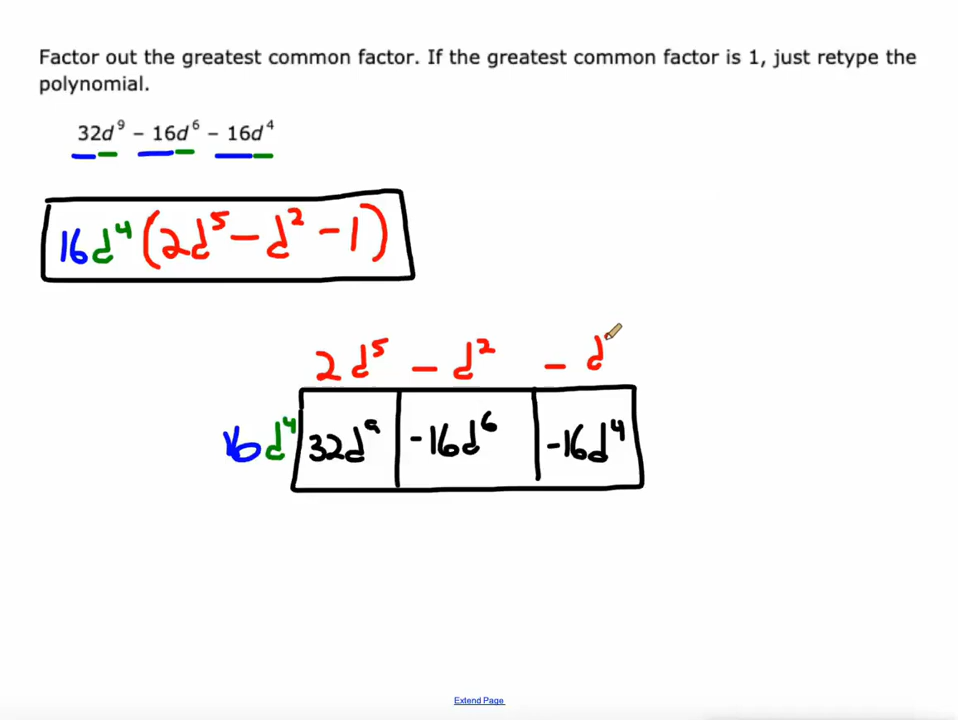 Factor out the greatest common factor. If the greatest common factor is 1, just retype the
polynomial.
32d⁹ – 16d⁶ – 16d⁴
16d⁴(2d⁵ – d² – 1)
2d⁵ – d² – d
16d⁴ 32d⁹ -16d⁶ -16d⁴
Extend Page